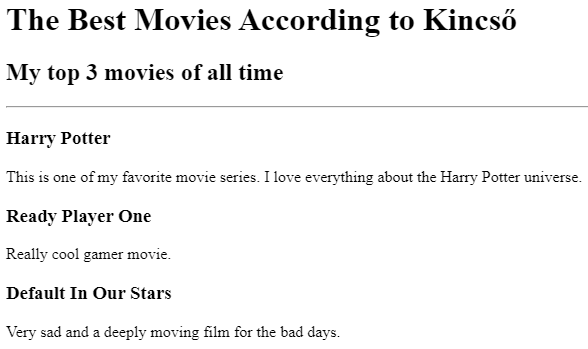 The Best Movies According to Kincső
My top 3 movies of all time
Harry Potter
This is one of my favorite movie series. I love everything about the Harry Potter universe.
Ready Player One
Really cool gamer movie.
Default In Our Stars
Very sad and a deeply moving film for the bad days.